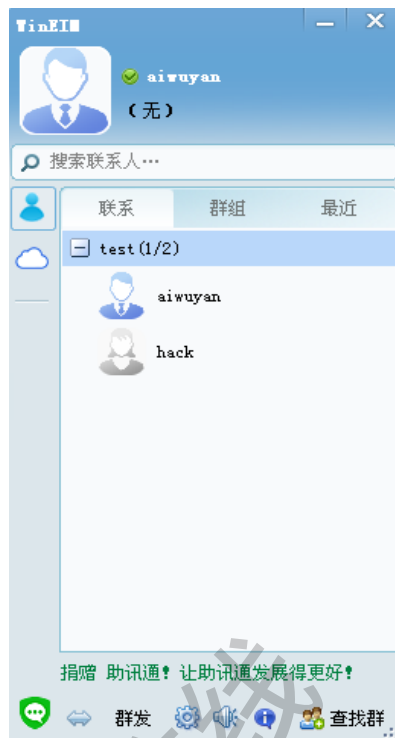 WinEIM
aiwuyan
（无）
搜索联系人…
联系 群组 最近
test(1/2)
aiwuyan
hack
捐赠 助讯通！让助讯通发展得更好！
群发 查找群